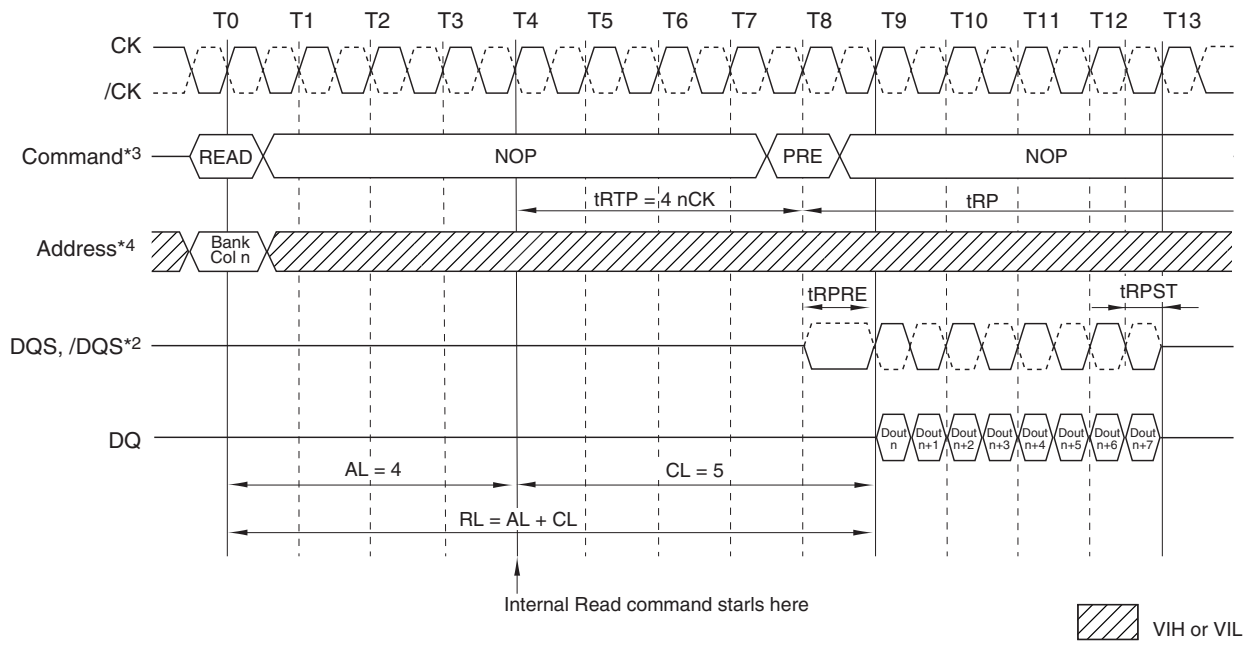 T0 T1 T2 T3 T4 T5 T6 T7 T8 T9 T10 T11 T12 T13
CK
/CK
Command*3 READ NOP PRE NOP
tRTP = 4 nCK tRP
Address*4 Bank Col n
tRPRE tRPST
DQS, /DQS*2
DQ Dout n Dout n+1 Dout n+2 Dout n+3 Dout n+4 Dout n+5 Dout n+6 Dout n+7
AL = 4 CL = 5
RL = AL + CL
Internal Read command starls here
VIH or VIL